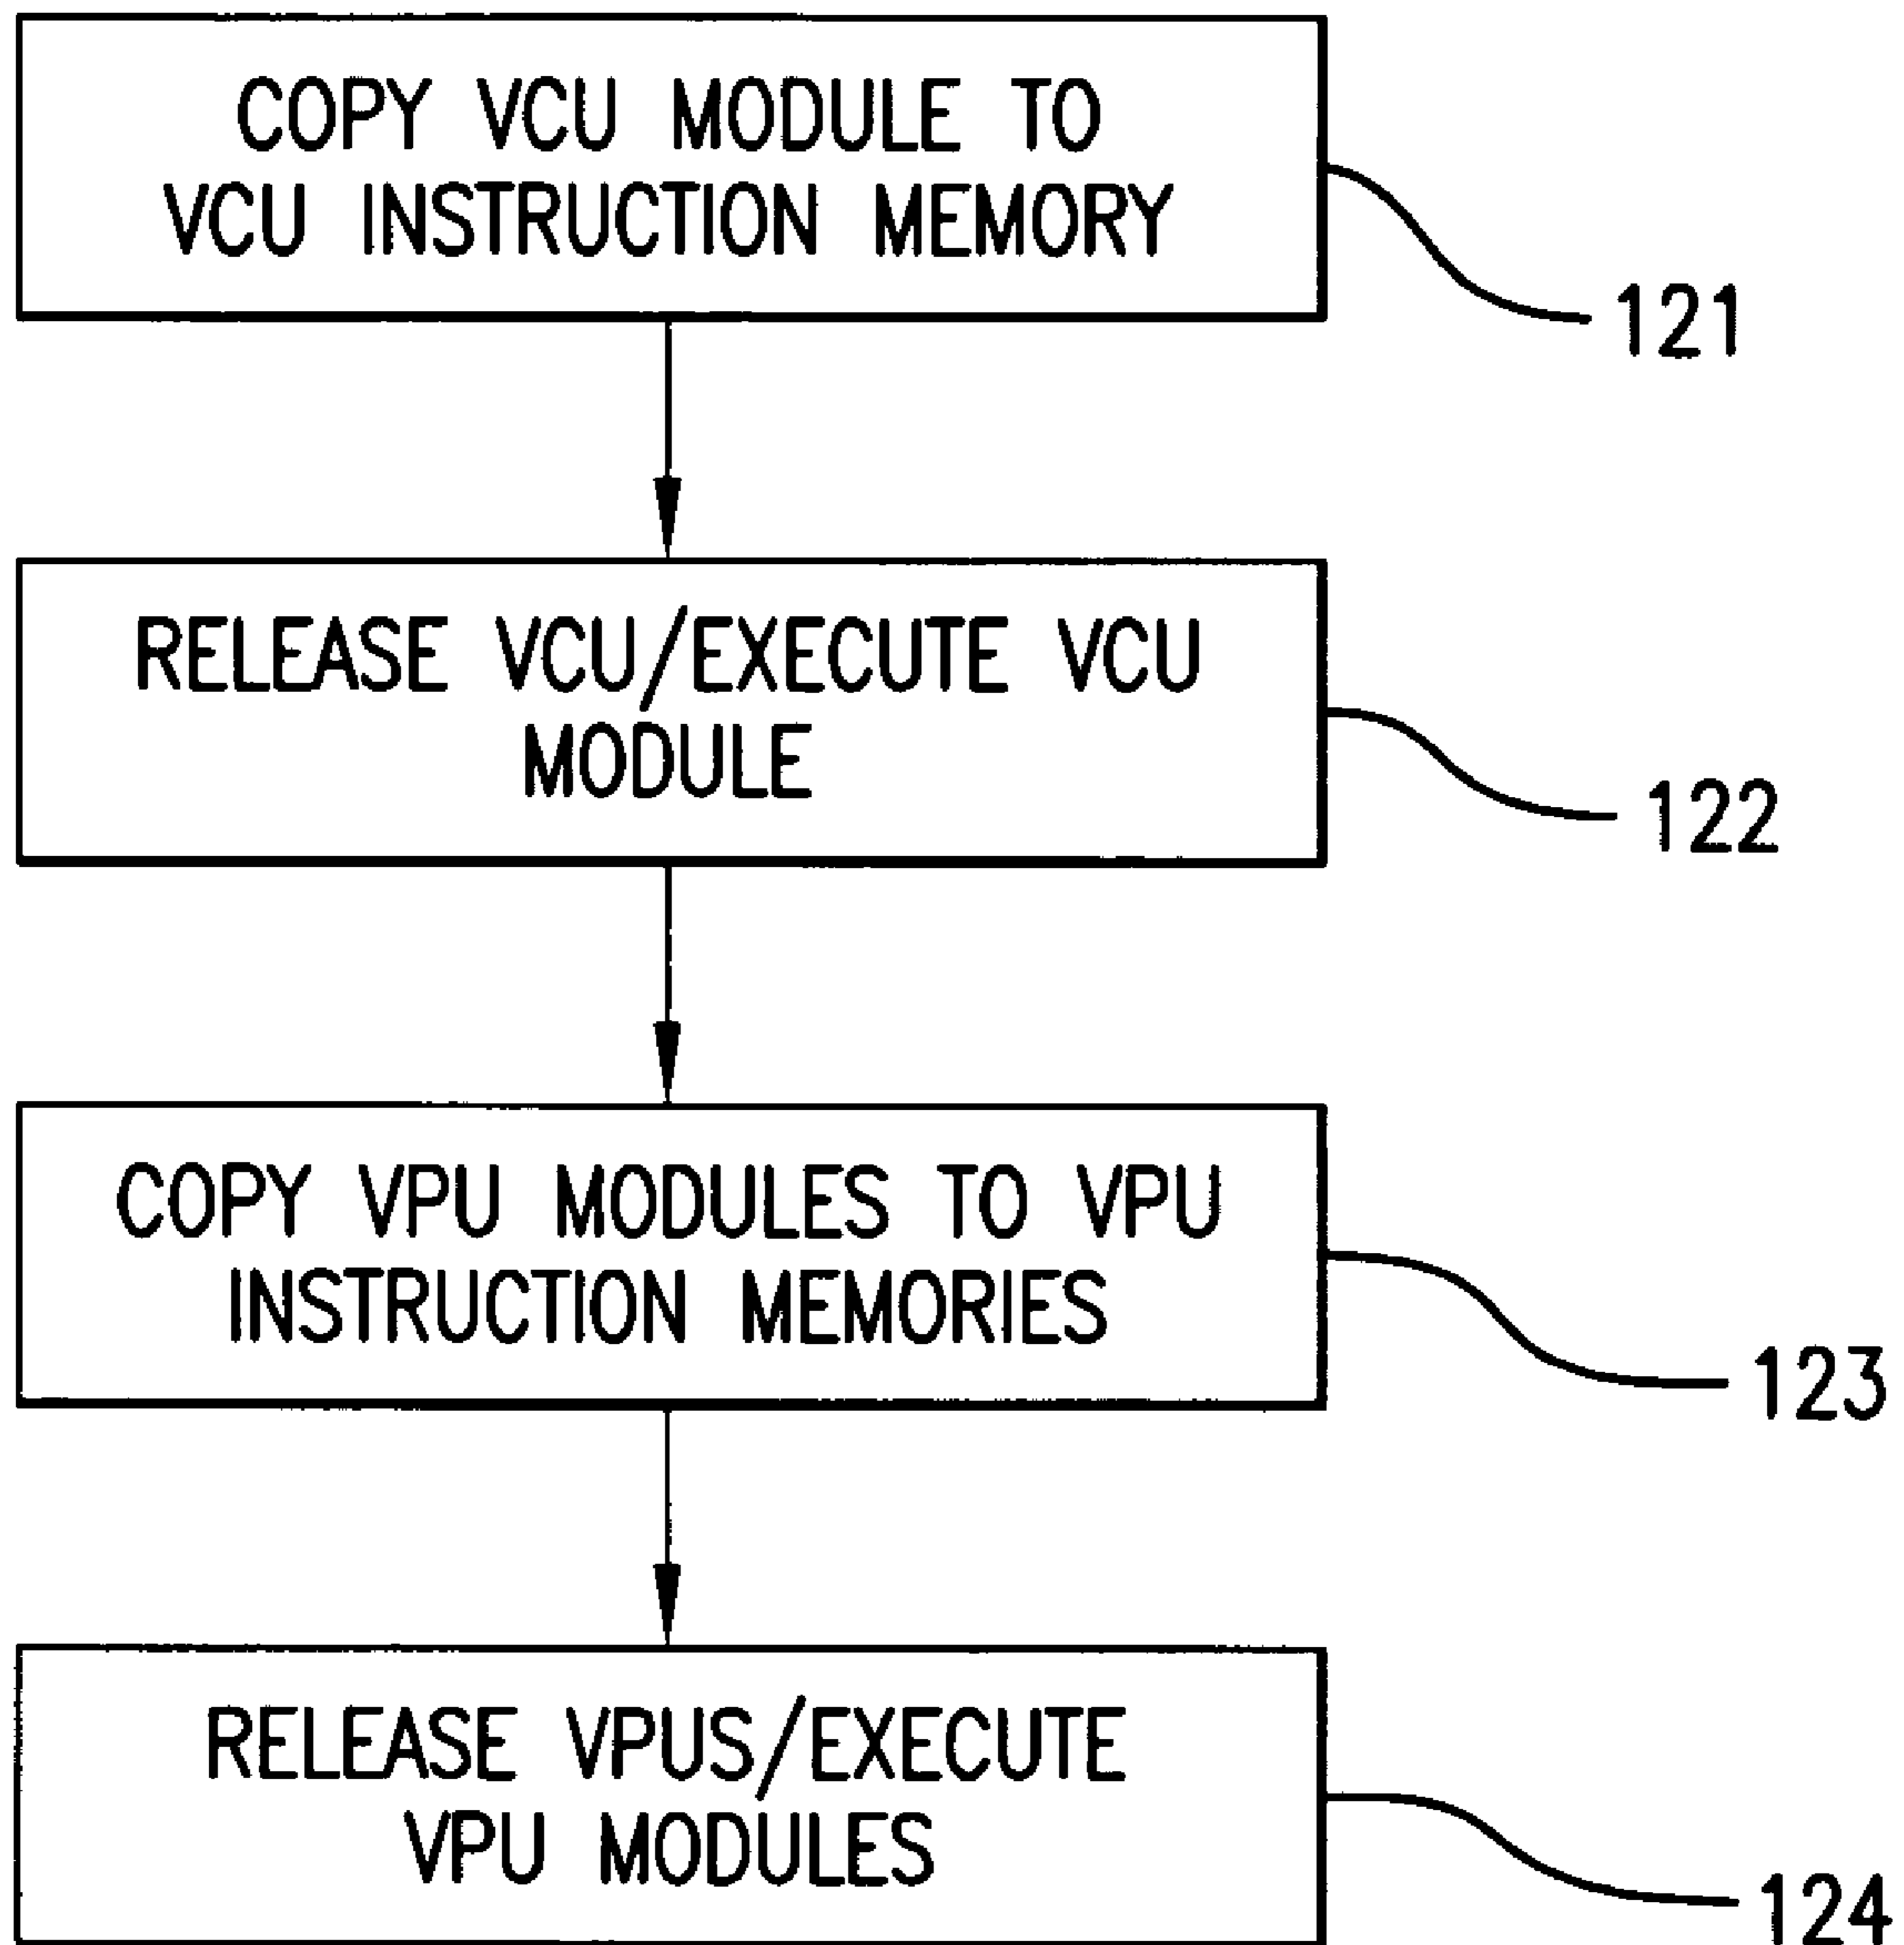 COPY VCU MODULE TO
VCU INSTRUCTION MEMORY
121
RELEASE VCU/EXECUTE VCU
MODULE
122
COPY VPU MODULES TO VPU
INSTRUCTION MEMORIES
123
RELEASE VPUS/EXECUTE
VPU MODULES
124